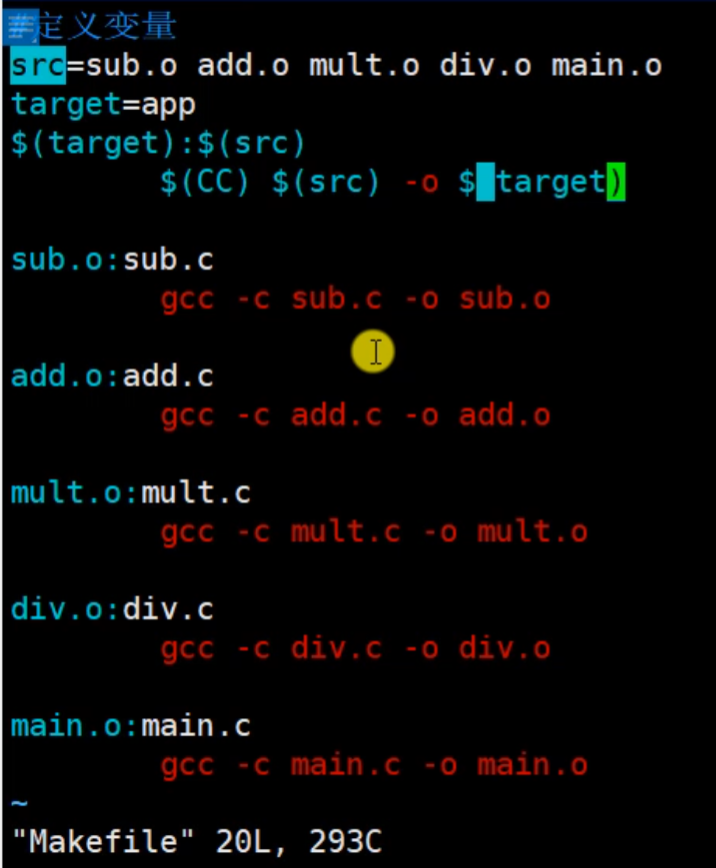 #定义变量
src=sub.o add.o mult.o div.o main.o
target=app
$(target):$(src)
$(CC) $(src) -o $(target)
sub.o:sub.c
gcc -c sub.c -o sub.o
add.o:add.c
gcc -c add.c -o add.o
mult.o:mult.c
gcc -c mult.c -o mult.o
div.o:div.c
gcc -c div.c -o div.o
main.o:main.c
gcc -c main.c -o main.o
~
"Makefile" 20L, 293C